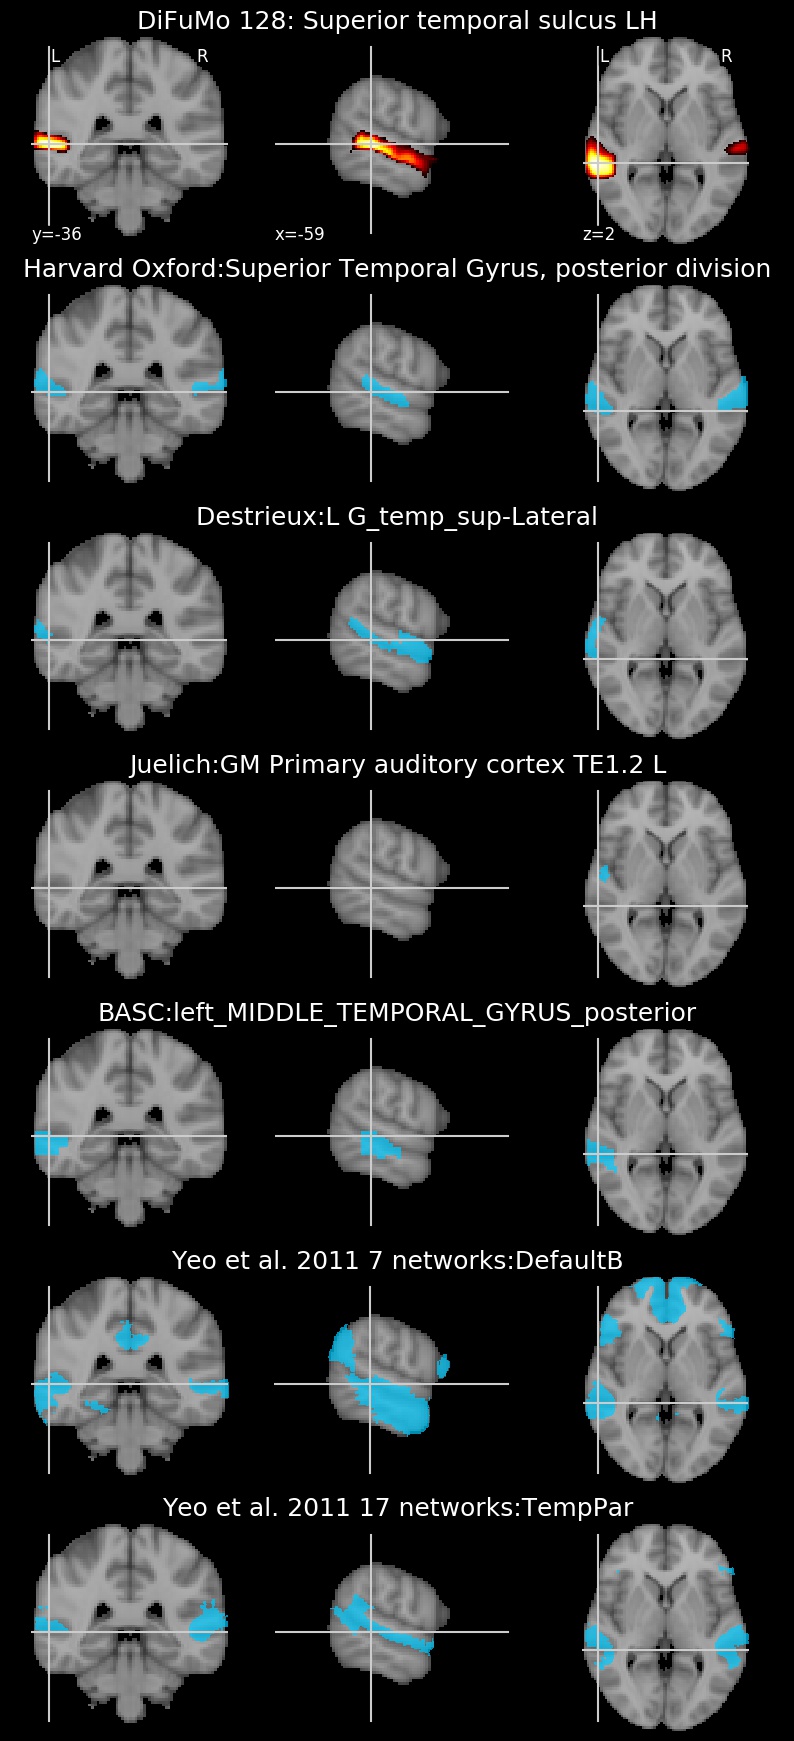 DiFuMo 128: Superior temporal sulcus LH
L R L R
y=-36 x=-59 z=2
Harvard Oxford:Superior Temporal Gyrus, posterior division
Destrieux:L G_temp_sup-Lateral
Juelich:GM Primary auditory cortex TE1.2 L
BASC:left_MIDDLE_TEMPORAL_GYRUS_posterior
Yeo et al. 2011 7 networks:DefaultB
Yeo et al. 2011 17 networks:TempPar